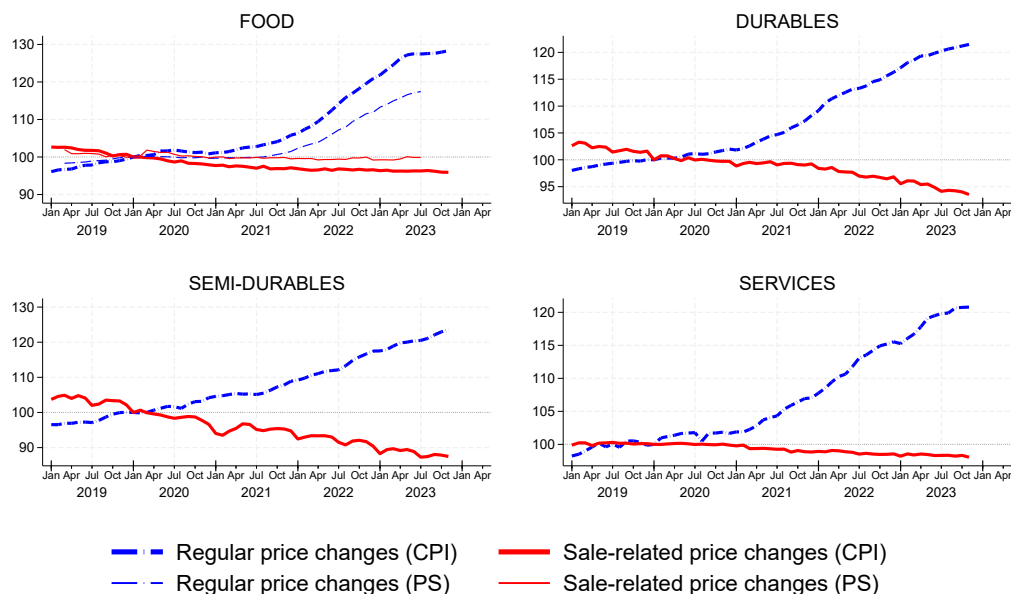 FOOD
130
120
110
100
90
Jan Apr Jul Oct Jan Apr Jul Oct Jan Apr Jul Oct Jan Apr Jul Oct Jan Apr Jul Oct Jan Apr
2019 2020 2021 2022 2023
DURABLES
120
115
110
105
100
95
Jan Apr Jul Oct Jan Apr Jul Oct Jan Apr Jul Oct Jan Apr Jul Oct Jan Apr Jul Oct Jan Apr
2019 2020 2021 2022 2023
SEMI-DURABLES
130
120
110
100
90
Jan Apr Jul Oct Jan Apr Jul Oct Jan Apr Jul Oct Jan Apr Jul Oct Jan Apr Jul Oct Jan Apr
2019 2020 2021 2022 2023
SERVICES
120
115
110
105
100
Jan Apr Jul Oct Jan Apr Jul Oct Jan Apr Jul Oct Jan Apr Jul Oct Jan Apr Jul Oct Jan Apr
2019 2020 2021 2022 2023
Regular price changes (CPI) Sale-related price changes (CPI)
Regular price changes (PS) Sale-related price changes (PS)